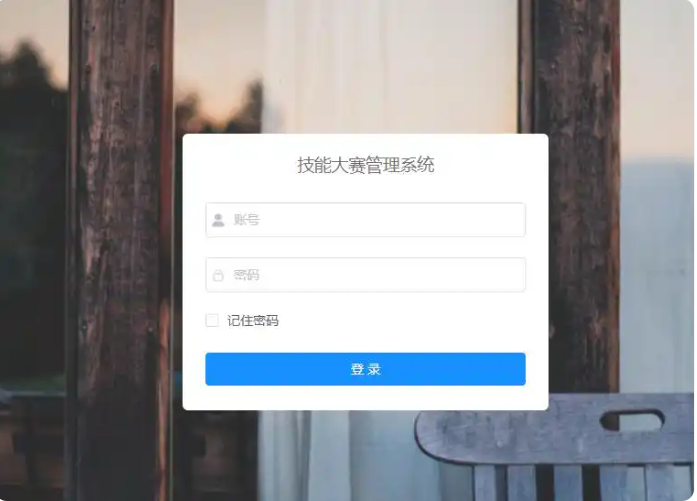 技能大赛管理系统
账号
密码
记住密码
登 录